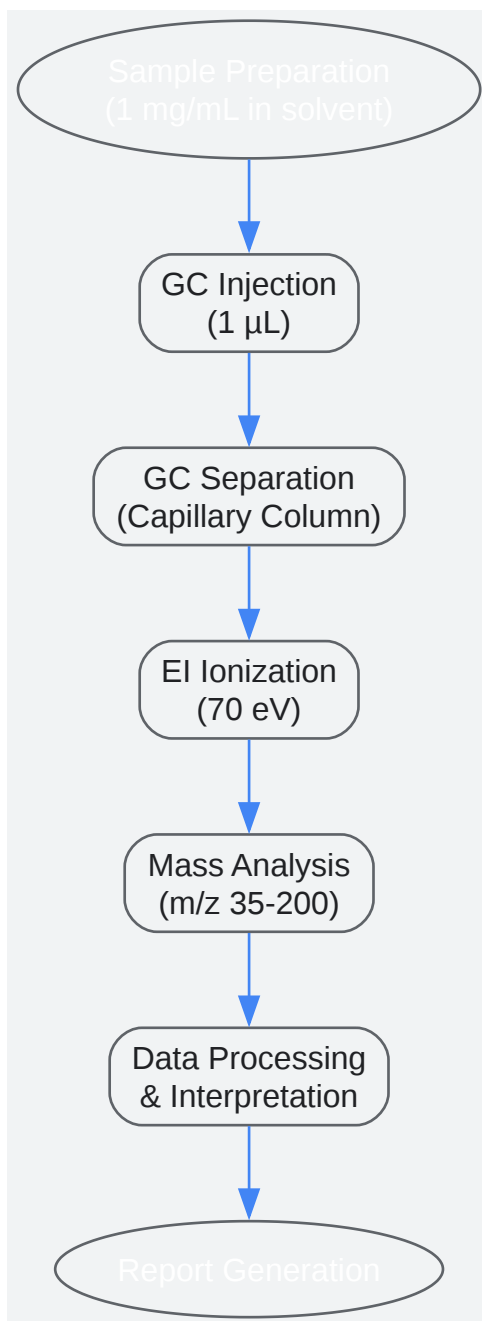 Sample Preparation
(1 mg/mL in solvent)
GC Injection
(1 µL)
GC Separation
(Capillary Column)
EI Ionization
(70 eV)
Mass Analysis
(m/z 35-200)
Data Processing
& Interpretation
Report Generation